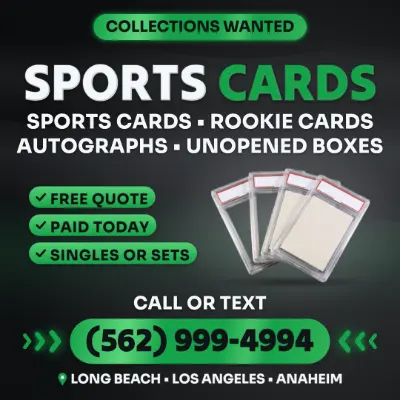 COLLECTIONS WANTED
SPORTS CARDS
SPORTS CARDS ▪ ROOKIE CARDS
AUTOGRAPHS ▪ UNOPENED BOXES
✓ FREE QUOTE
✓ PAID TODAY
✓ SINGLES OR SETS
CALL OR TEXT
(562) 999-4994
LONG BEACH ▪ LOS ANGELES ▪ ANAHEIM